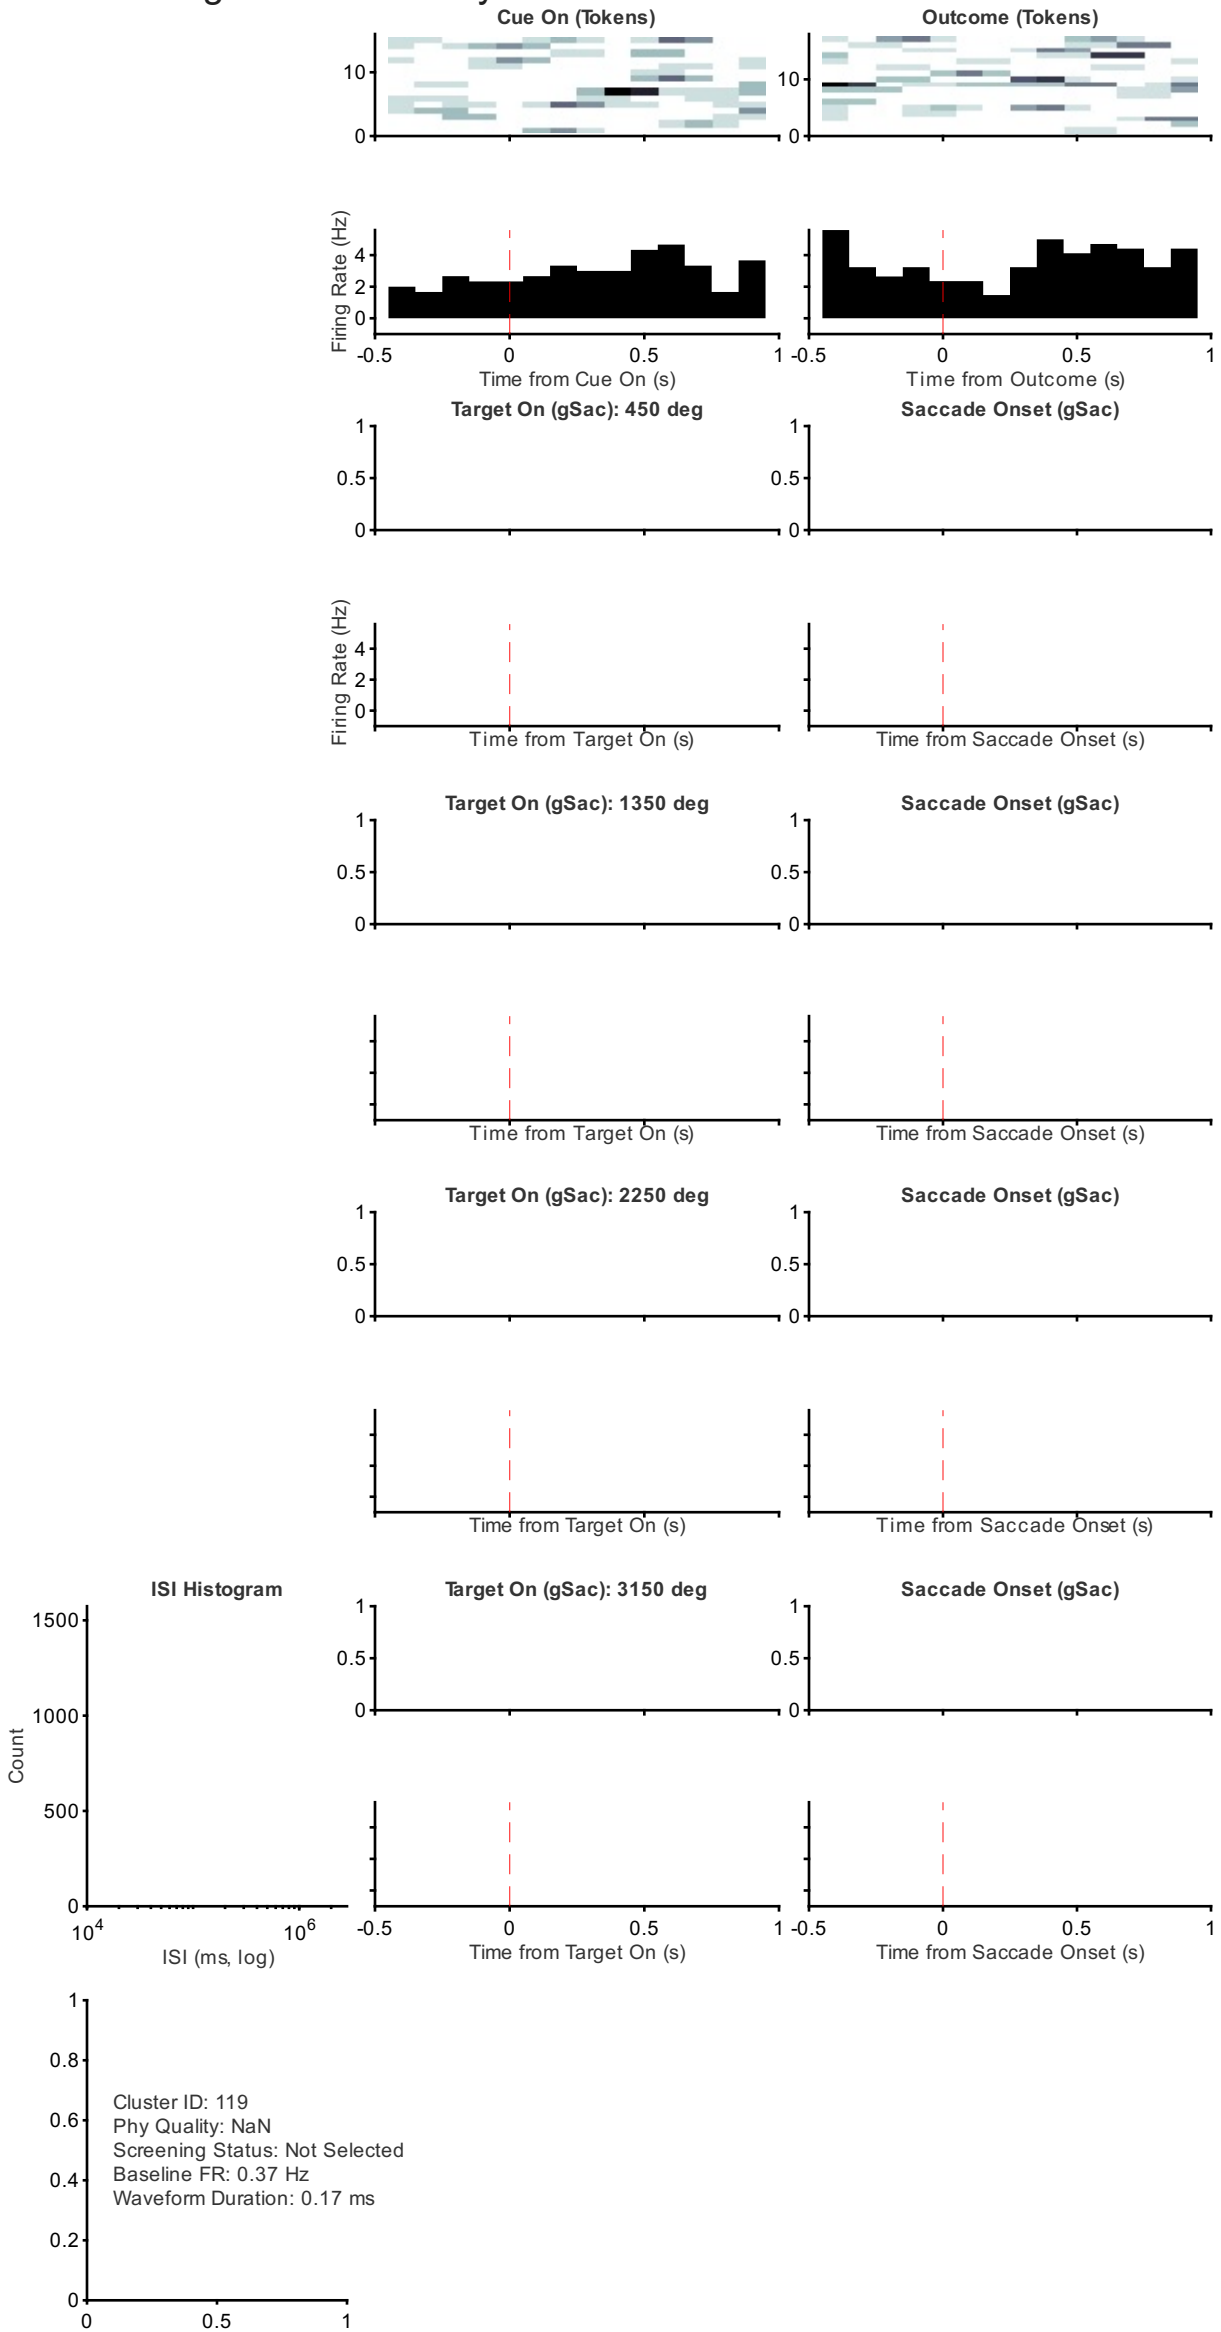 Cue On (Tokens)
Outcome (Tokens)
10
0
10
0
Firing Rate (Hz)
4
2
0
-0.5
0
0.5
1
-0.5
0
0.5
1
Time from Cue On (s)
Time from Outcome (s)
Target On (gSac): 450 deg
Saccade Onset (gSac)
1
0.5
0
1
0.5
0
Firing Rate (Hz)
4
2
0
Time from Target On (s)
Time from Saccade Onset (s)
Target On (gSac): 1350 deg
Saccade Onset (gSac)
1
0.5
0
1
0.5
0
Time from Target On (s)
Time from Saccade Onset (s)
Target On (gSac): 2250 deg
Saccade Onset (gSac)
1
0.5
0
1
0.5
0
Time from Target On (s)
Time from Saccade Onset (s)
ISI Histogram
1500
1000
500
0
Count
10^4
10^6
ISI (ms, log)
Target On (gSac): 3150 deg
Saccade Onset (gSac)
1
0.5
0
1
0.5
0
-0.5
0
0.5
1
-0.5
0
0.5
1
Time from Target On (s)
Time from Saccade Onset (s)
1
0.8
0.6
0.4
0.2
0
Cluster ID: 119
Phy Quality: NaN
Screening Status: Not Selected
Baseline FR: 0.37 Hz
Waveform Duration: 0.17 ms
0
0.5
1